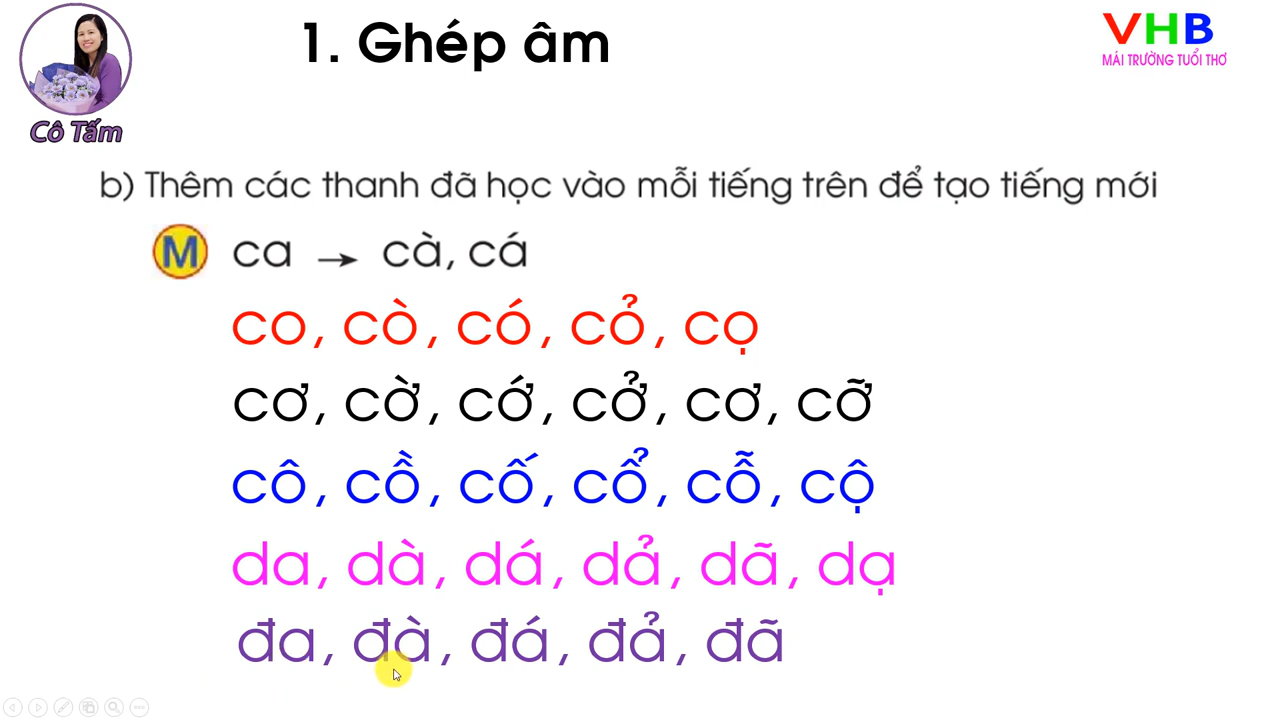 1. Ghép âm
VHB
MÁI TRƯỜNG TUỔI THƠ
Cô Tấm
b) Thêm các thanh đã học vào mỗi tiếng trên để tạo tiếng mới
M ca → cà, cá
co, cò, có, cỏ, cọ
cơ, cờ, cớ, cở, cơ, cỡ
cô, cồ, cố, cổ, cỗ, cộ
da, dà, dá, dả, dã, dạ
đa, đà, đá, đả, đã